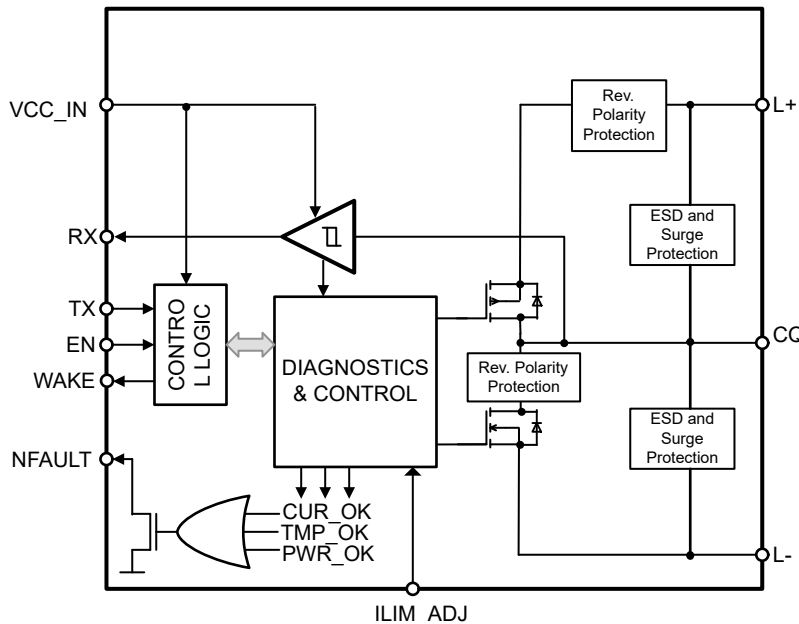 VCC_IN
RX
TX
EN
WAKE
NFAULT
CONTRO
L LOGIC
DIAGNOSTICS
& CONTROL
CUR_OK
TMP_OK
PWR_OK
Rev.
Polarity
Protection
L+
ESD and
Surge
Protection
CQ
Rev. Polarity
Protection
ESD and
Surge
Protection
L-
ILIM_ADJ